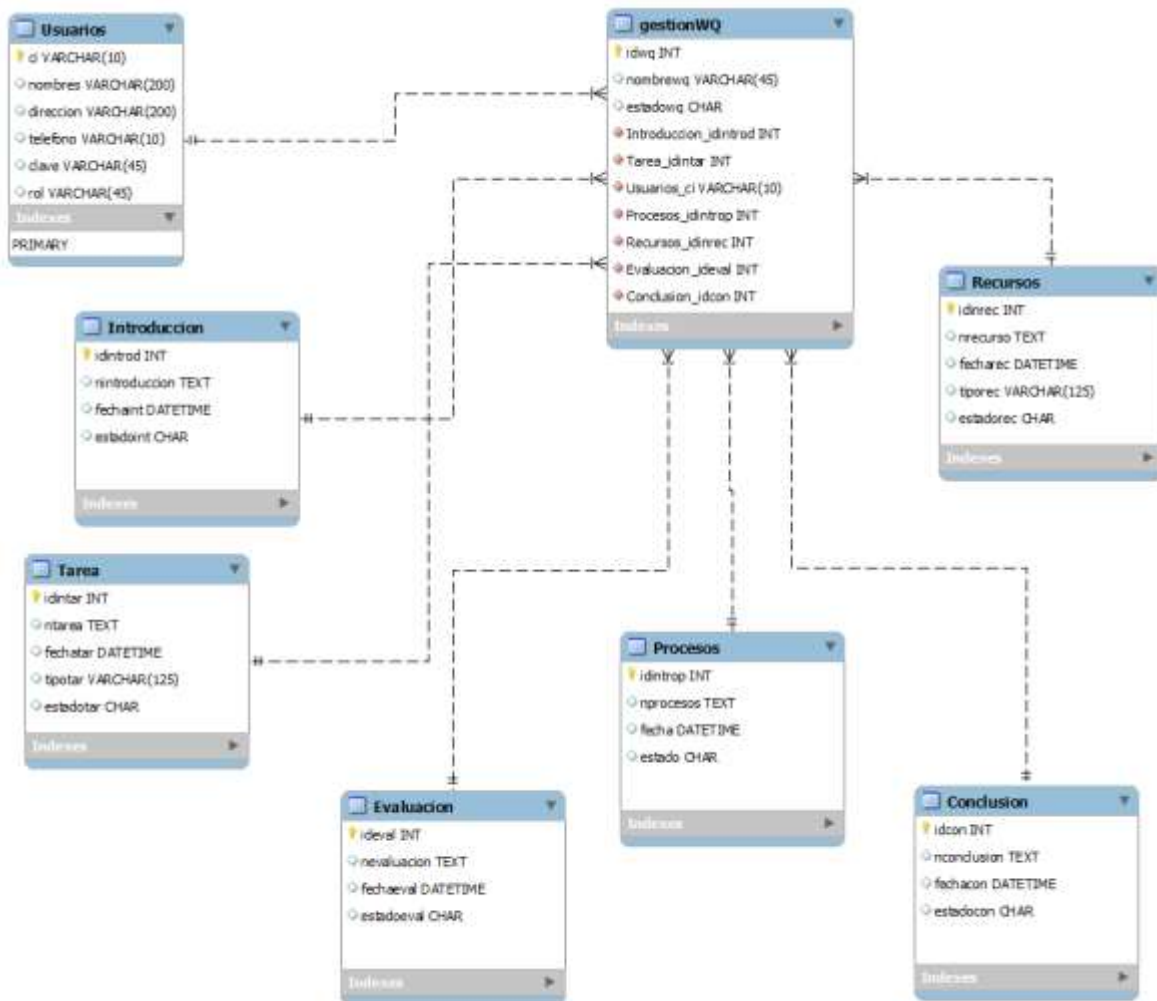 Usuarios
ci VARCHAR(10)
nombres VARCHAR(200)
direccion VARCHAR(200)
telefono VARCHAR(10)
clave VARCHAR(45)
rol VARCHAR(45)
Indexes
PRIMARY
gestionWQ
idwq INT
nombrewq VARCHAR(45)
estadowq CHAR
Introduccion_idintrod INT
Tarea_idintar INT
Usuarios_ci VARCHAR(10)
Procesos_idintrop INT
Recursos_idinrec INT
Evaluacion_ideval INT
Conclusion_idcon INT
Indexes
Recursos
idinrec INT
nrecurso TEXT
fecharec DATETIME
tiporec VARCHAR(125)
estadorec CHAR
Indexes
Introduccion
idintrod INT
nintroduccion TEXT
fechaint DATETIME
estadoint CHAR
Indexes
Tarea
idintar INT
ntarea TEXT
fechatar DATETIME
tipotar VARCHAR(125)
estadotar CHAR
Indexes
Procesos
idintrop INT
nprocesos TEXT
fecha DATETIME
estado CHAR
Indexes
Evaluacion
ideval INT
nevaluacion TEXT
fechaeval DATETIME
estadoeval CHAR
Indexes
Conclusion
idcon INT
nconclusion TEXT
fechacon DATETIME
estadocon CHAR
Indexes